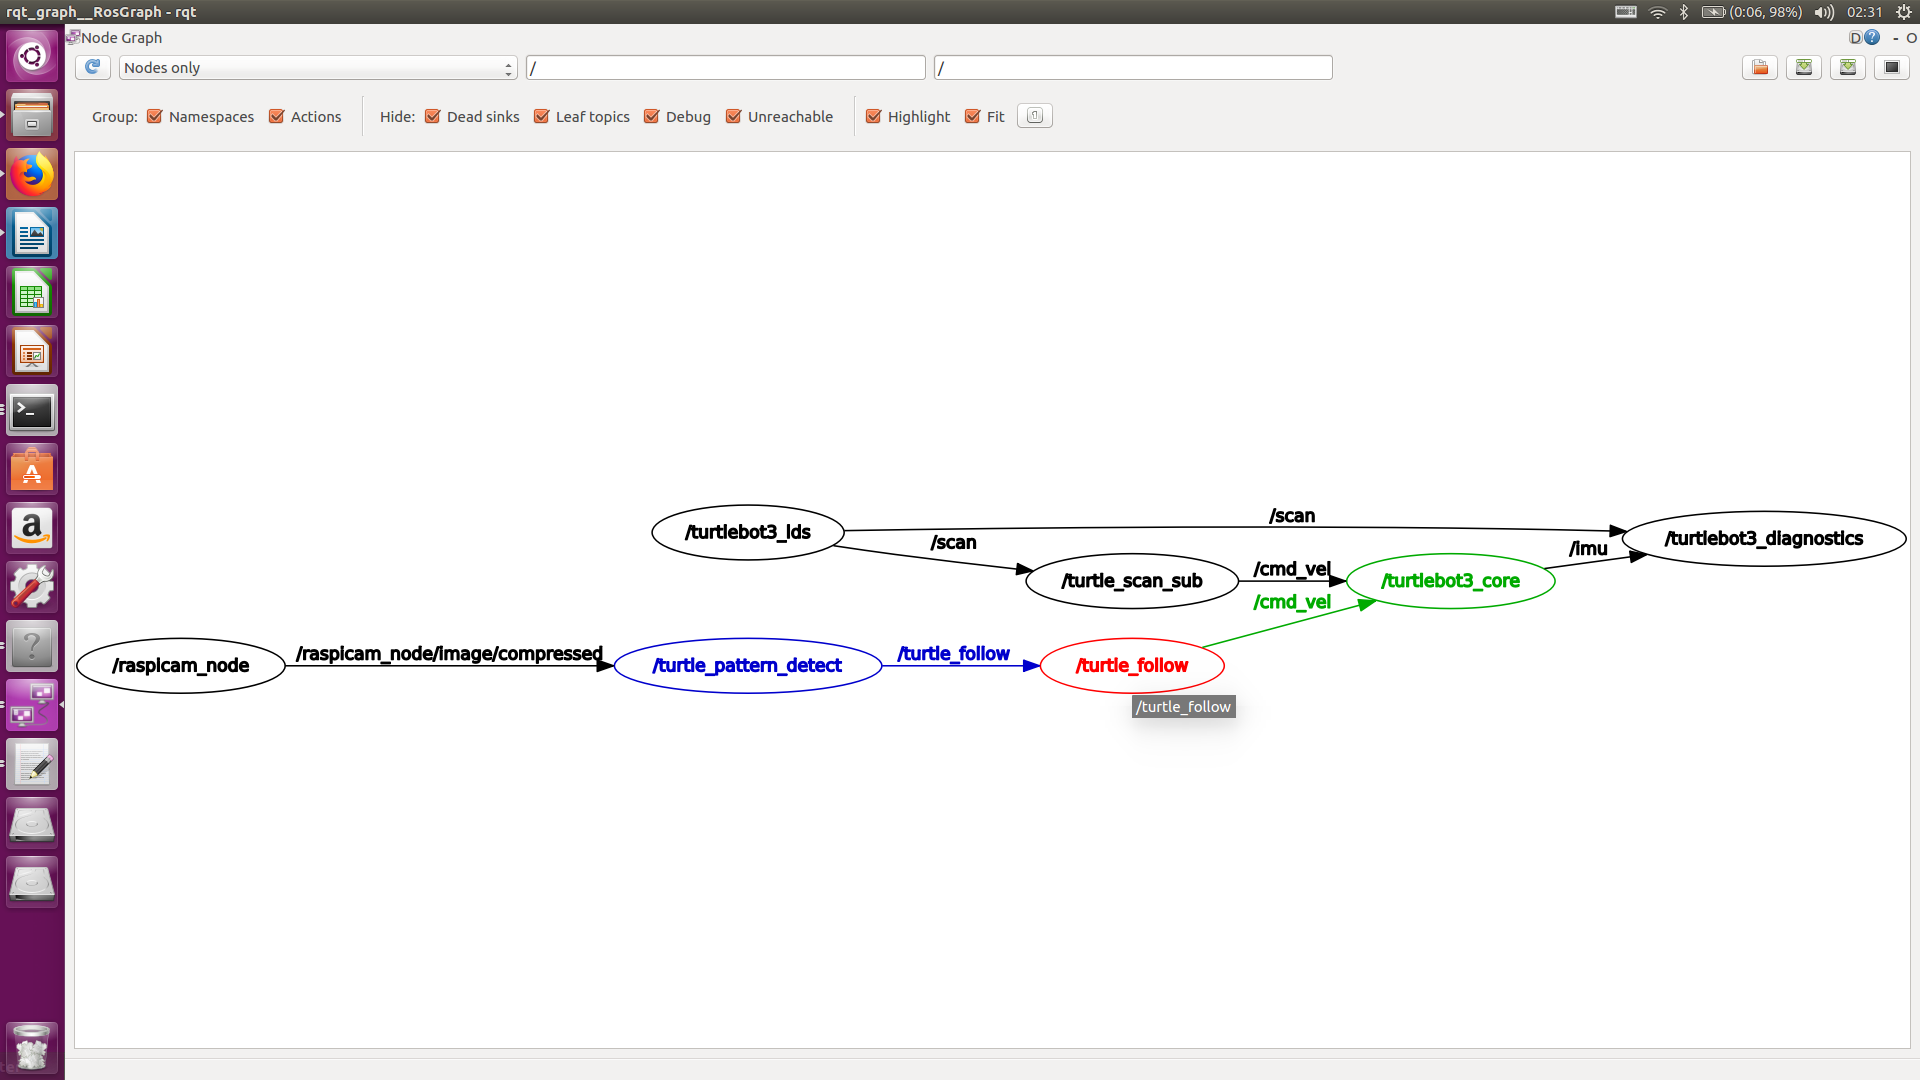 rqt_graph__RosGraph - rqt
(0:06, 98%) 02:31
Node Graph
D ? - O
Nodes only
/
/
Group: Namespaces Actions Hide: Dead sinks Leaf topics Debug Unreachable Highlight Fit
/scan
/turtlebot3_lds
/turtlebot3_diagnostics
/scan
/imu
/cmd_vel
/turtle_scan_sub
/turtlebot3_core
/cmd_vel
/raspicam_node/image/compressed
/turtle_follow
/raspicam_node
/turtle_pattern_detect
/turtle_follow
/turtle_follow